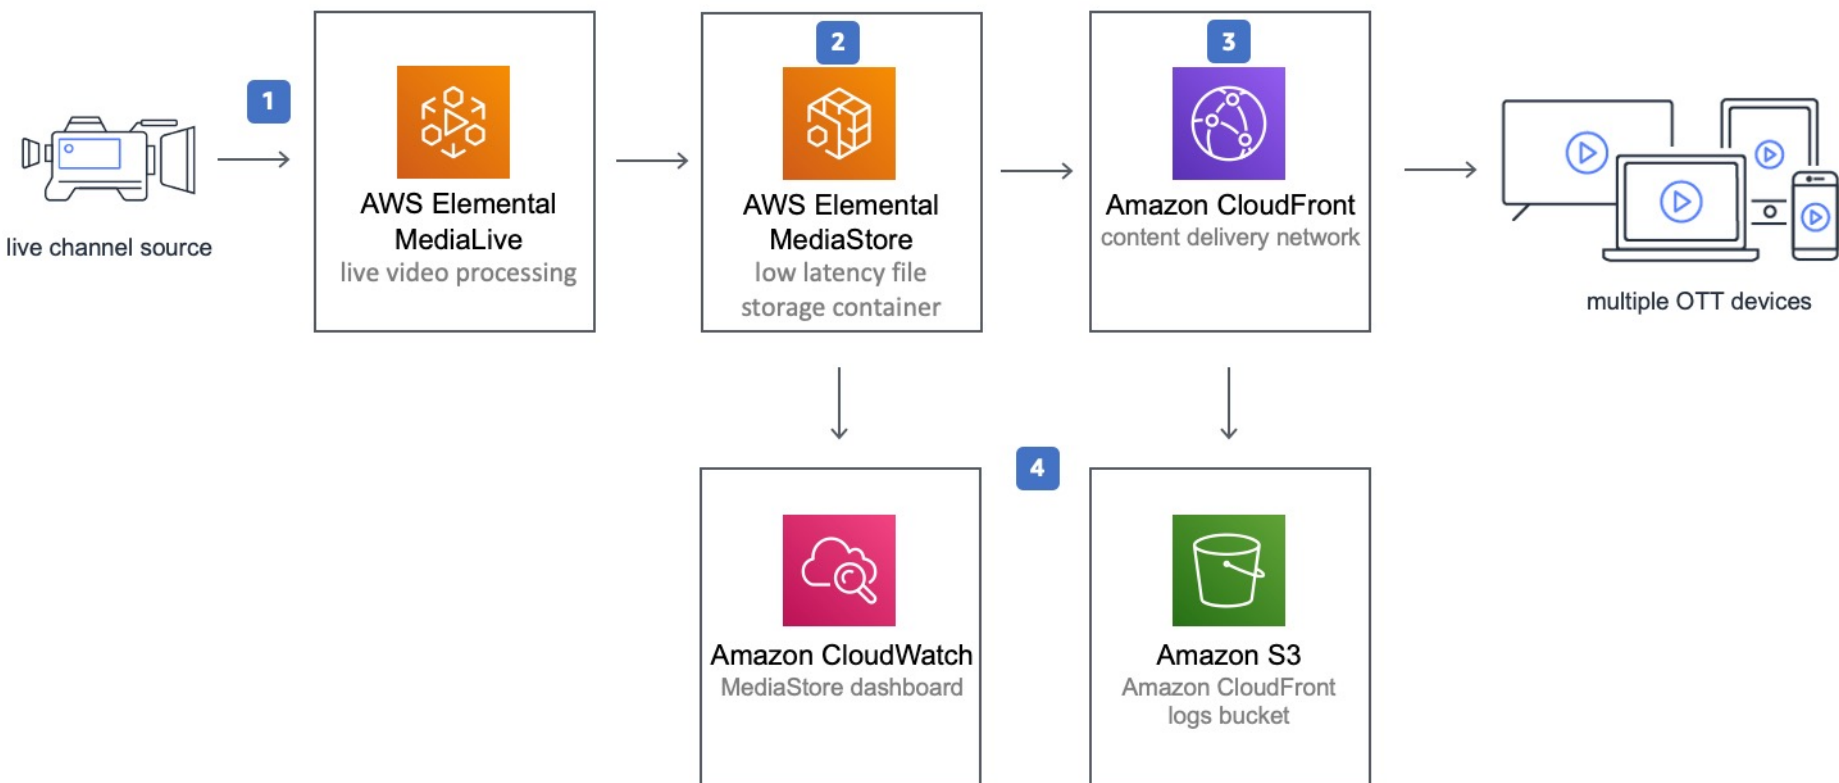 1
live channel source
AWS Elemental
MediaLive
live video processing
2
AWS Elemental
MediaStore
low latency file
storage container
3
Amazon CloudFront
content delivery network
multiple OTT devices
4
Amazon CloudWatch
MediaStore dashboard
Amazon S3
Amazon CloudFront
logs bucket